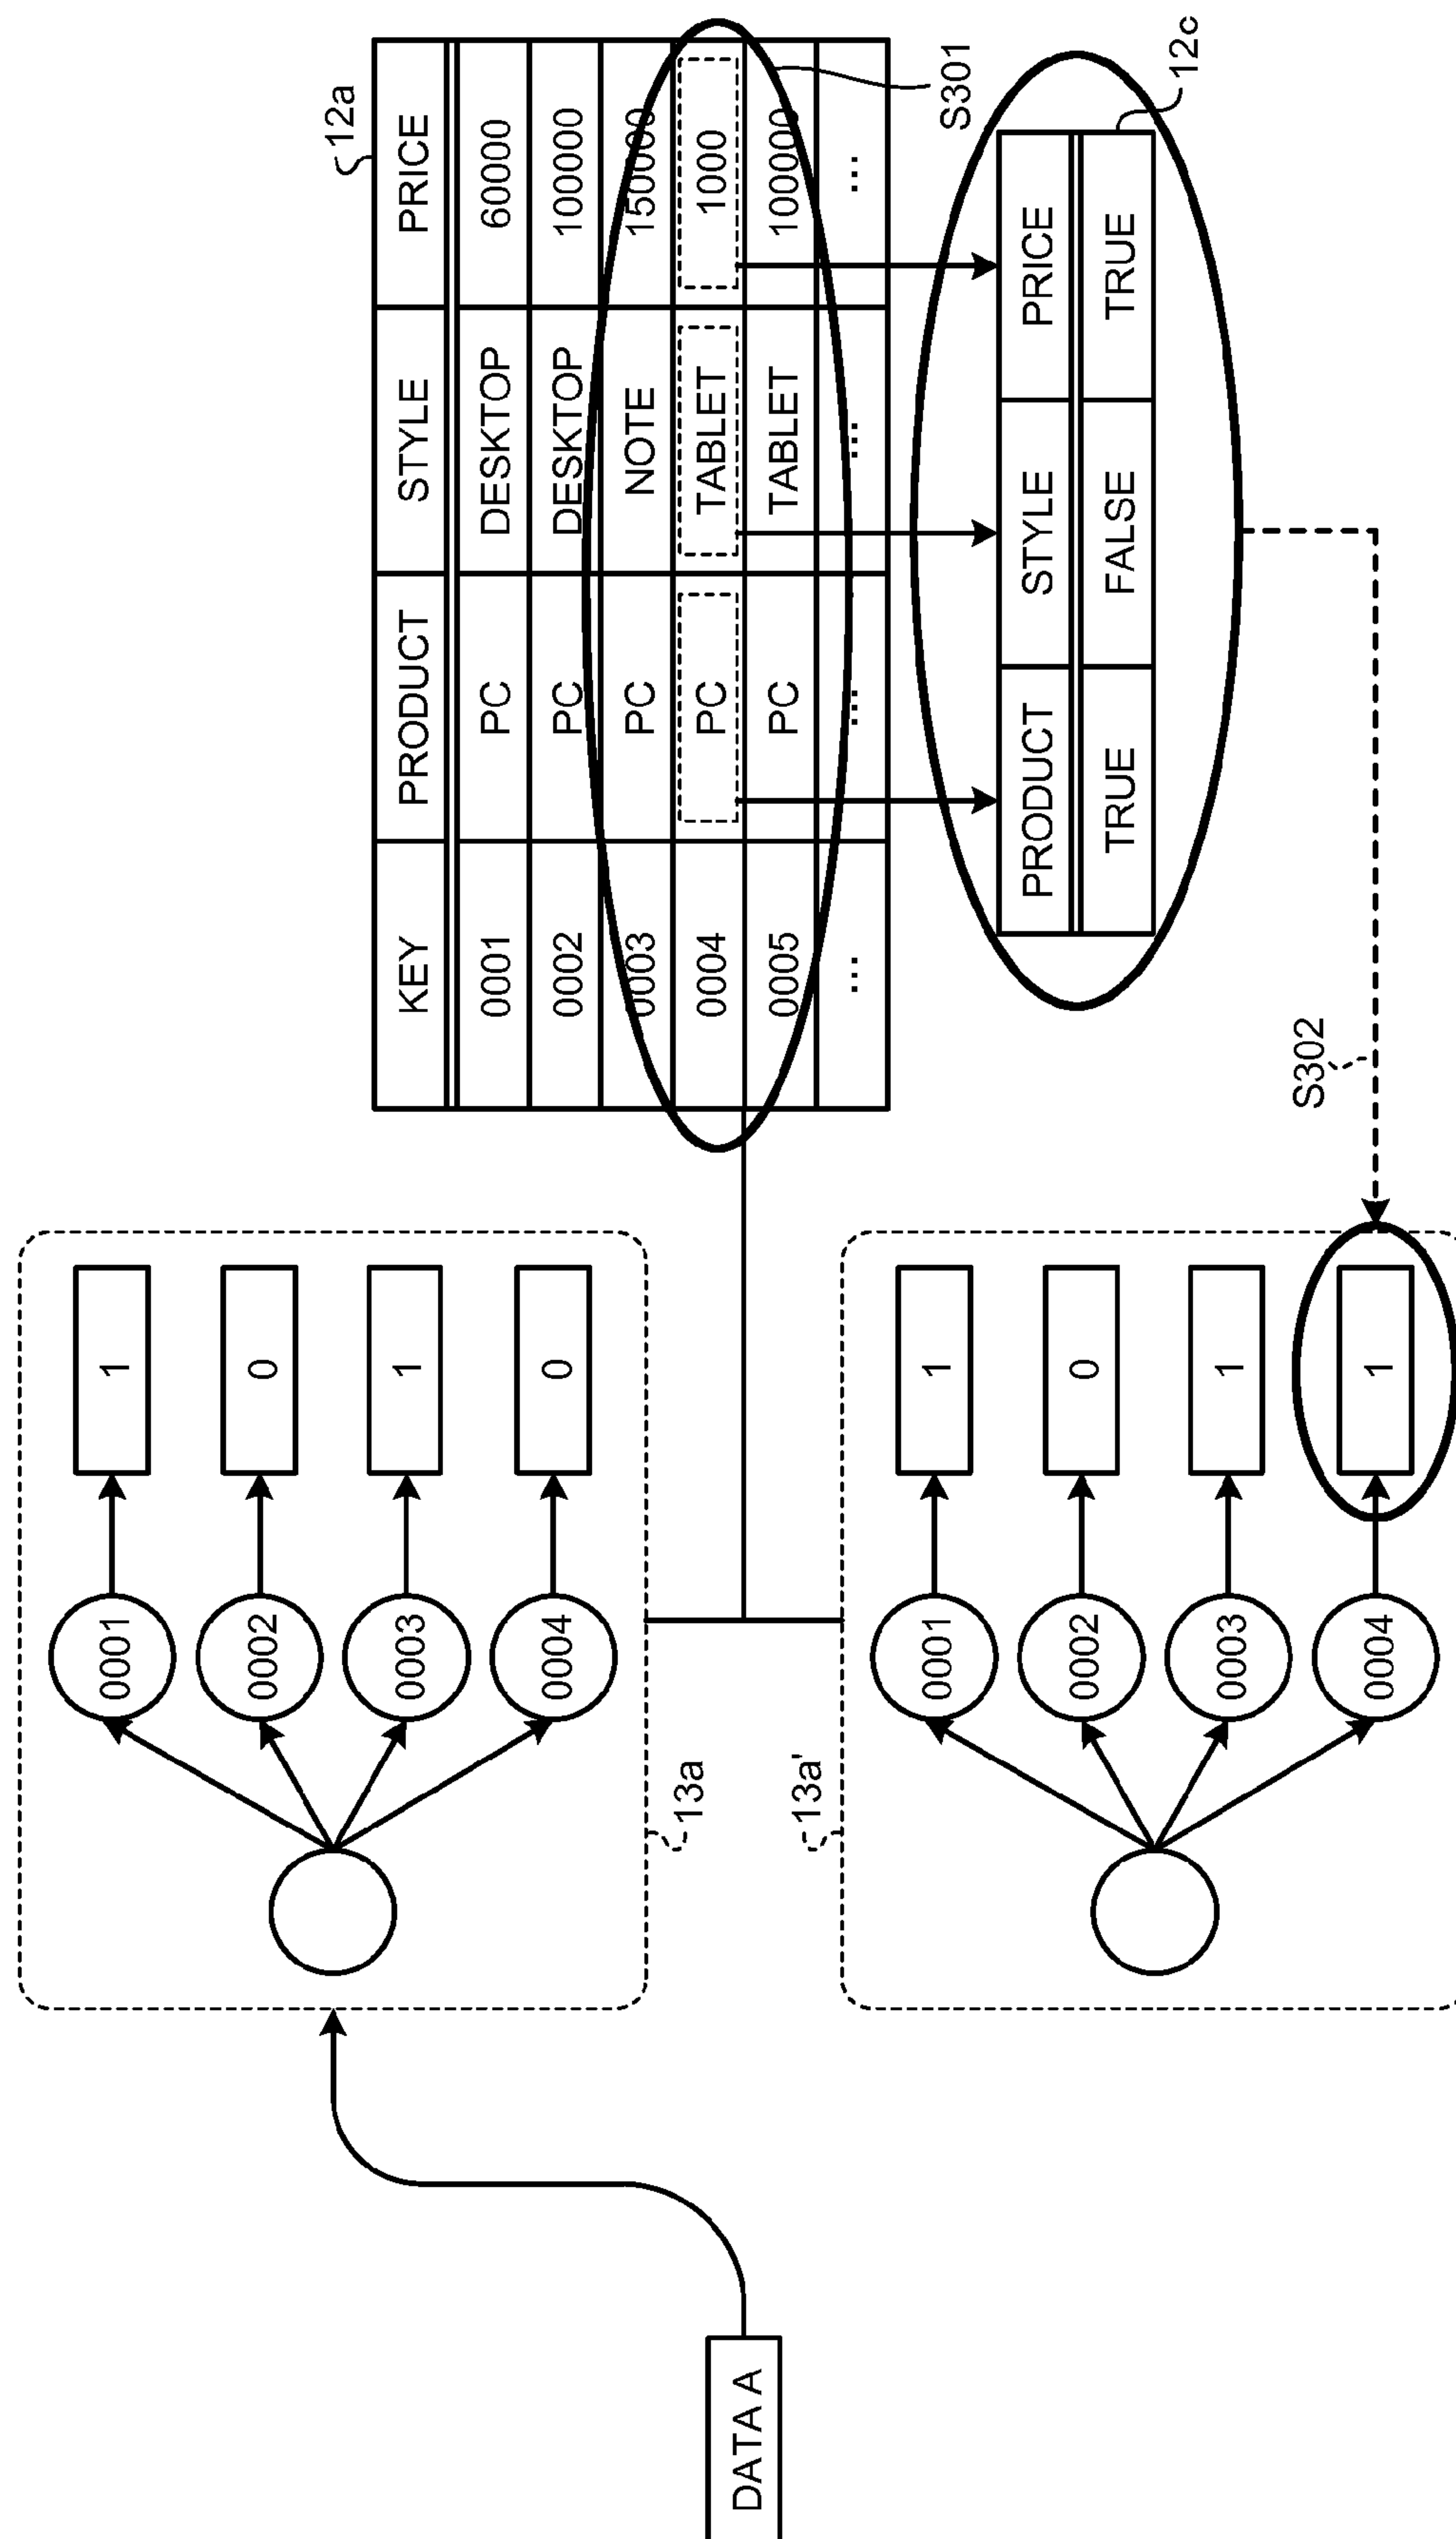 DATA A
13a
0001 1
0002 0
0003 1
0004 0
13a'
0001 1
0002 0
0003 1
0004 1
12a
KEY PRODUCT STYLE PRICE
0001 PC DESKTOP 60000
0002 PC DESKTOP 100000
0003 PC NOTE 150000
0004 PC TABLET 1000
0005 PC TABLET 100000
... ... ... ...
S301
PRODUCT STYLE PRICE
TRUE FALSE TRUE
12c
S302